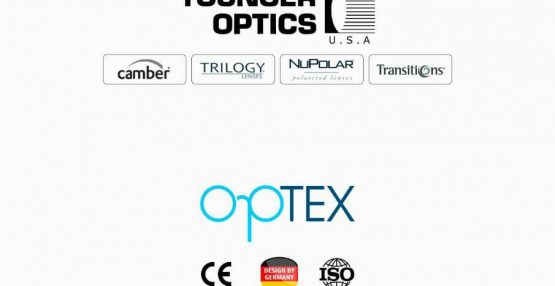 YOUNGER
OPTICS
U.S.A
camber TRILOGY NUPOLAR Transitions
LENSES polarized lenses
OPTEX
CE DESIGN BY ISO
GERMANY